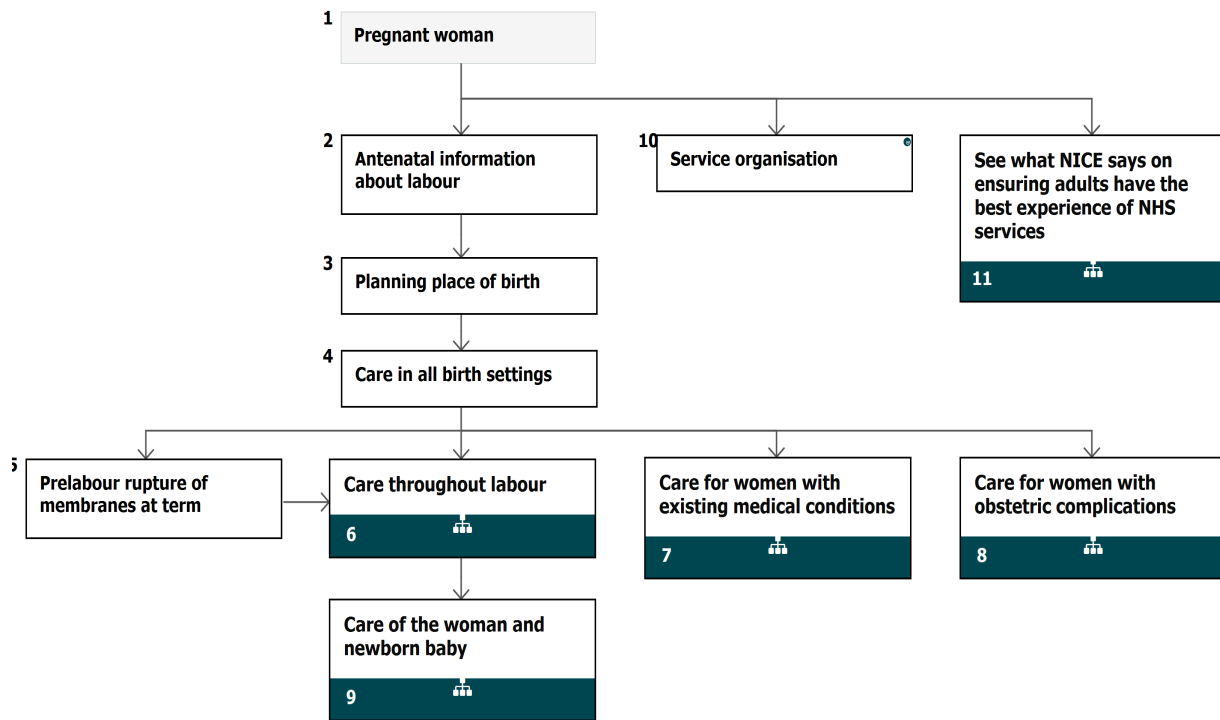 1
Pregnant woman
2
Antenatal information
about labour
10
Service organisation
See what NICE says on
ensuring adults have the
best experience of NHS
services
11
3
Planning place of birth
4
Care in all birth settings
5
Prelabour rupture of
membranes at term
Care throughout labour
6
Care for women with
existing medical conditions
7
Care for women with
obstetric complications
8
Care of the woman and
newborn baby
9